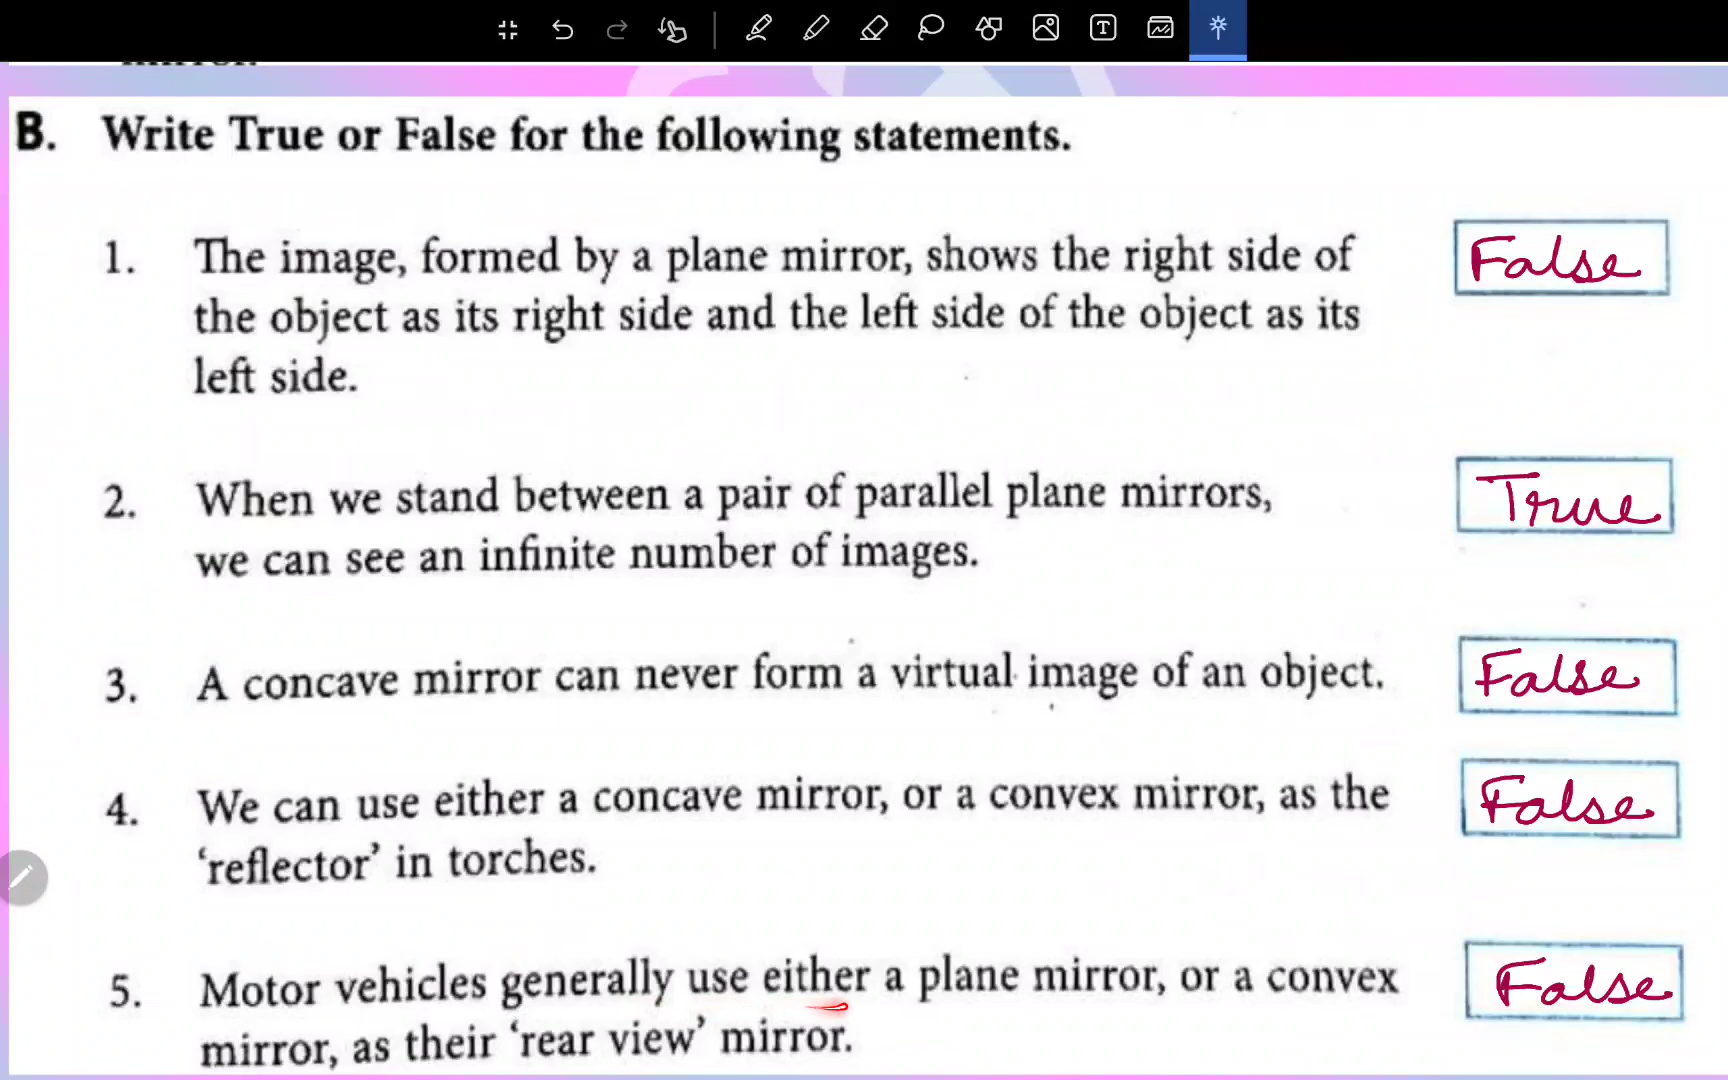 B. Write True or False for the following statements.
1. The image, formed by a plane mirror, shows the right side of False
the object as its right side and the left side of the object as its
left side.
2. When we stand between a pair of parallel plane mirrors, True
we can see an infinite number of images.
3. A concave mirror can never form a virtual image of an object. False
4. We can use either a concave mirror, or a convex mirror, as the False
‘reflector’ in torches.
5. Motor vehicles generally use either a plane mirror, or a convex False
mirror, as their ‘rear view’ mirror.